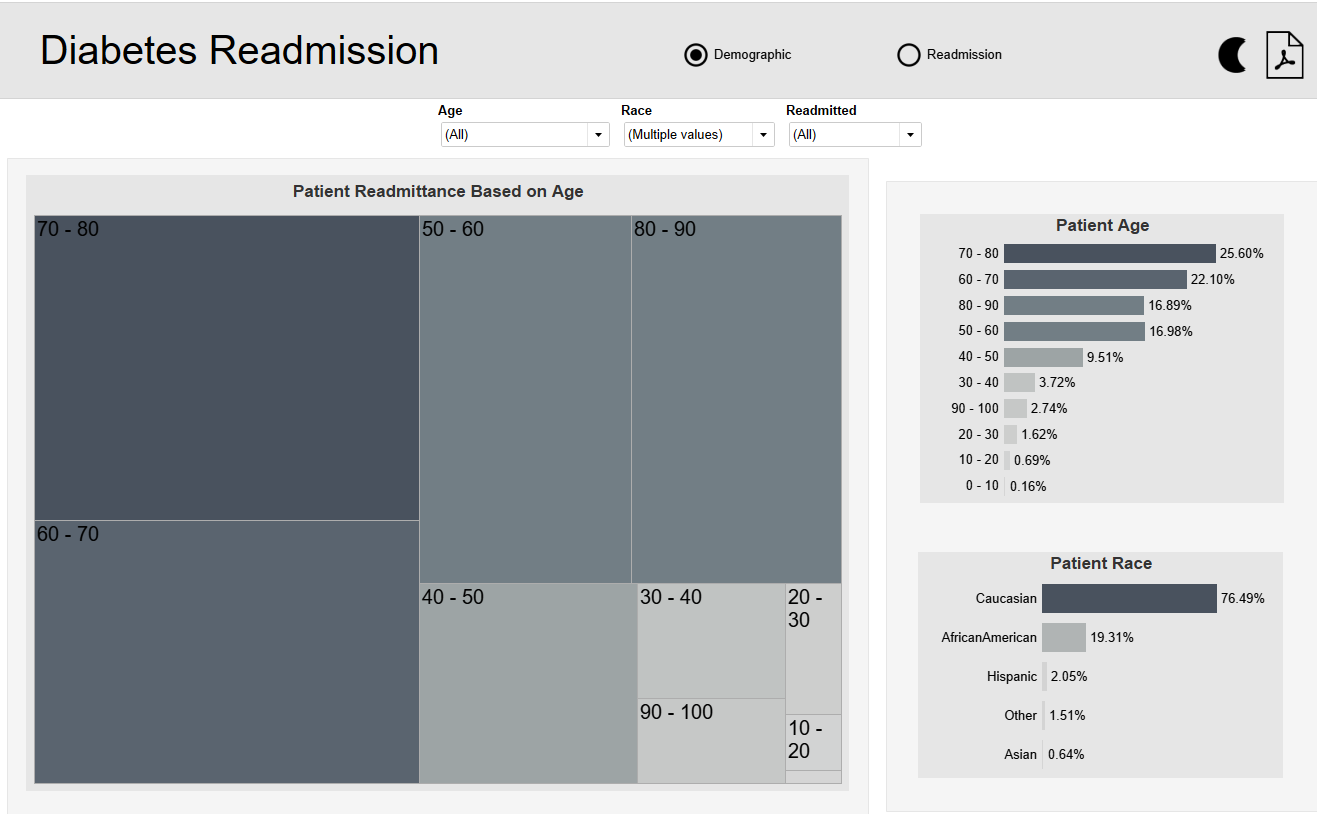 Diabetes Readmission
Demographic
Readmission
Age
Race
Readmitted
(All)
(Multiple values)
(All)
Patient Readmittance Based on Age
70 - 80
50 - 60
80 - 90
60 - 70
40 - 50
30 - 40
20 -
30
90 - 100
10 -
20
Patient Age
70 - 80 25.60%
60 - 70 22.10%
80 - 90 16.89%
50 - 60 16.98%
40 - 50 9.51%
30 - 40 3.72%
90 - 100 2.74%
20 - 30 1.62%
10 - 20 0.69%
0 - 10 0.16%
Patient Race
Caucasian 76.49%
AfricanAmerican 19.31%
Hispanic 2.05%
Other 1.51%
Asian 0.64%